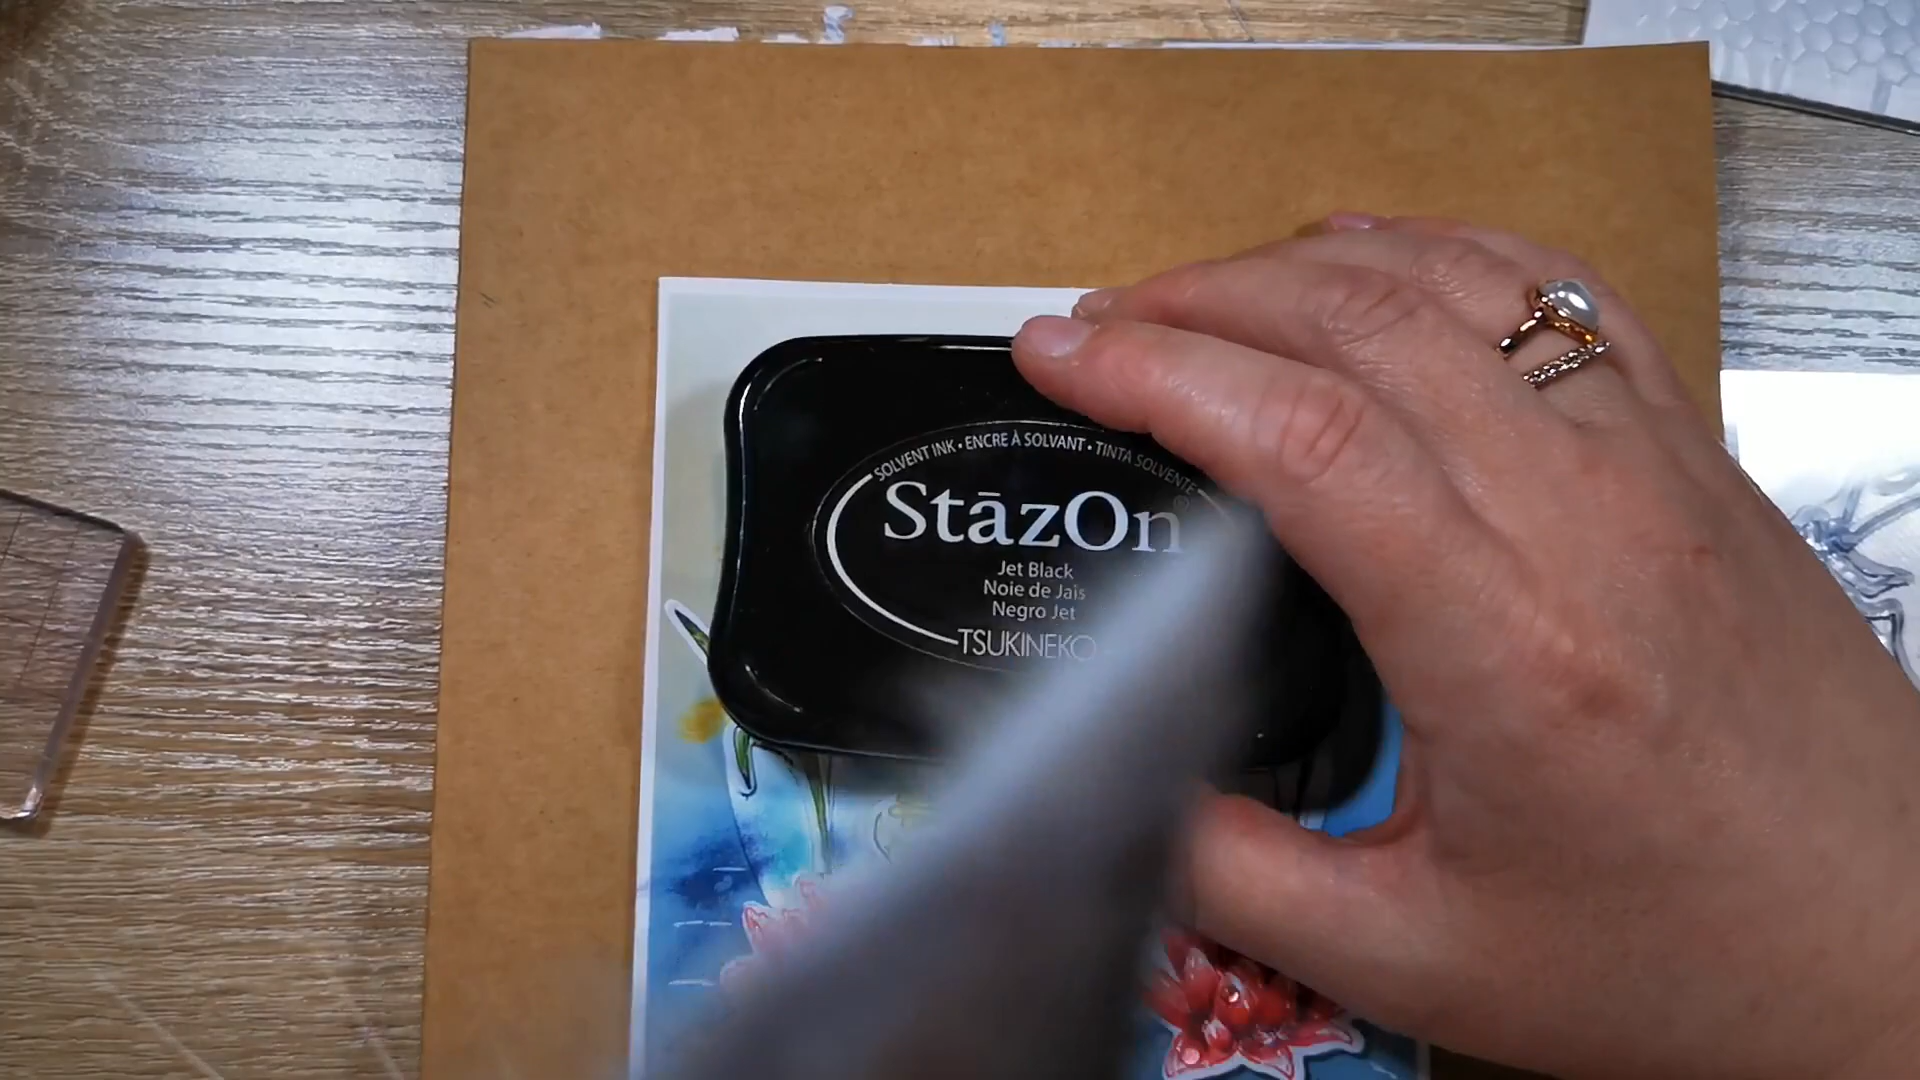 SOLVENT INK • ENCRE À SOLVANT • TINTA SOLVENTE
StāzOn®
Jet Black
Noie de Jais
Negro Jet
TSUKINEKO